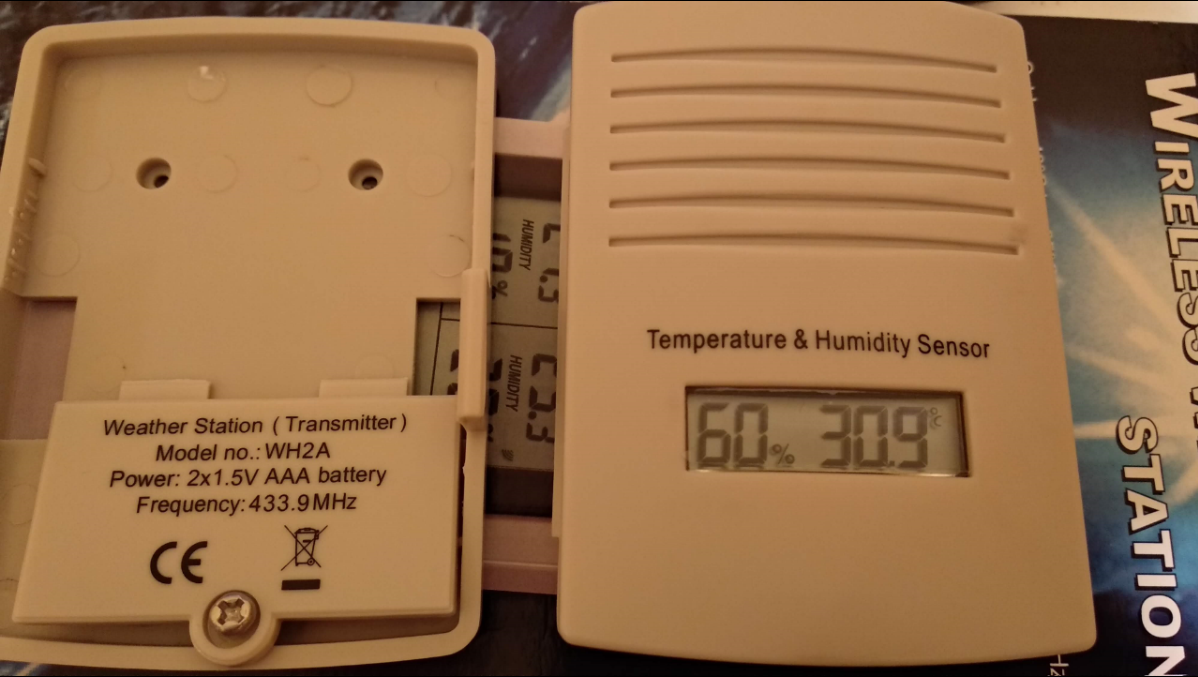 Weather Station (Transmitter)
Model no.: WH2A
Power: 2x1.5V AAA battery
Frequency: 433.9MHz
CE
HUMIDITY
HUMIDITY
Temperature & Humidity Sensor
60% 30.9°C
WIRELESS
STATION